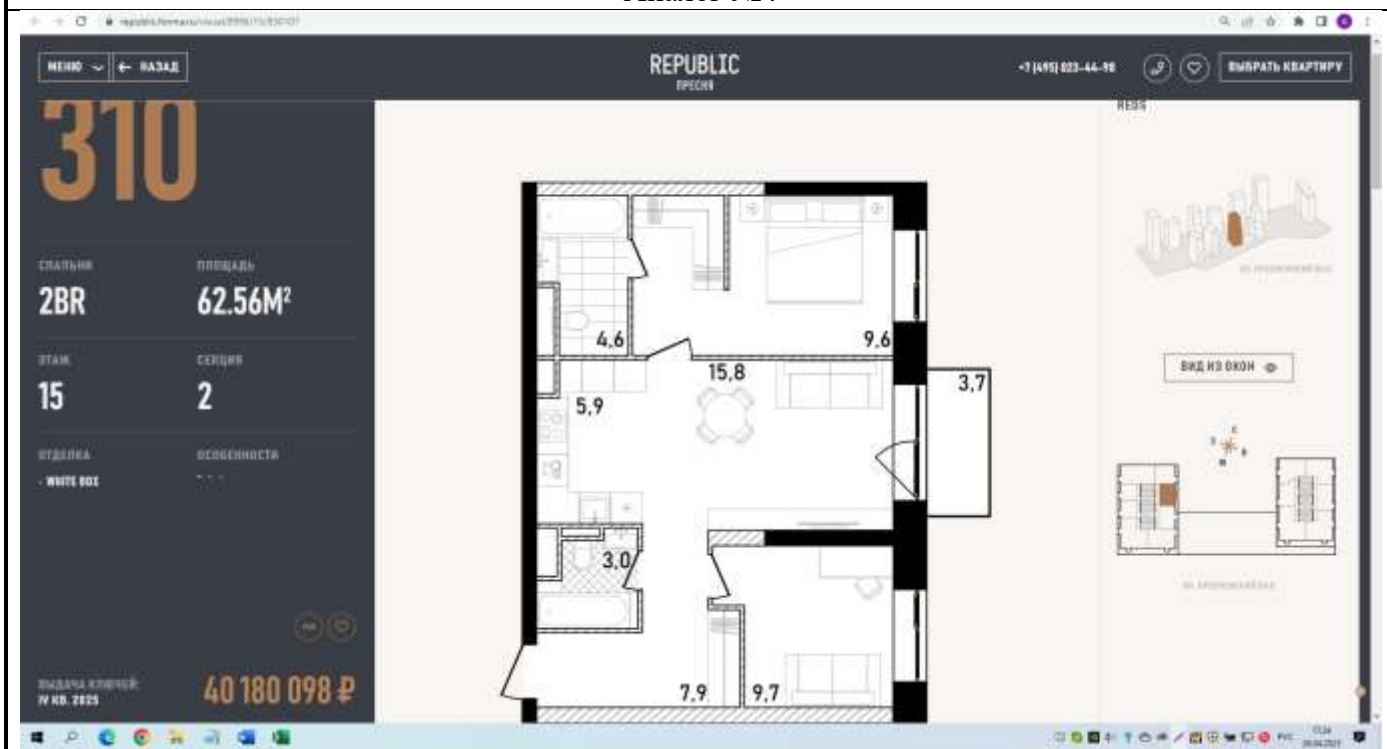 МЕНЮ
← НАЗАД
REPUBLIC
ПРЕСНЯ
+7 (495) 023-44-98
ВЫБРАТЬ КВАРТИРУ
310
СПАЛЬНИ
ПЛОЩАДЬ
2BR
62.56М²
ЭТАЖ
СЕКЦИЯ
15
2
ОТДЕЛКА
ОСОБЕННОСТИ
- WHITE BOX
ВЫДАЧА КЛЮЧЕЙ:
IV КВ. 2025
40 180 098 ₽
4,6
9,6
15,8
5,9
3,7
3,0
7,9
9,7
REDS
ВИД ИЗ ОКОН